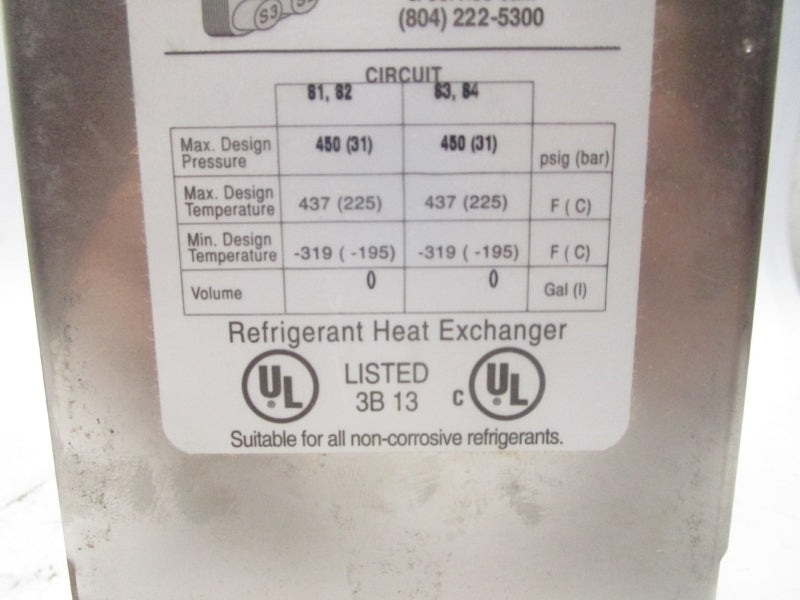 S3
(804) 222-5300
CIRCUIT
S1, S2 S3, S4
Max. Design Pressure 450 (31) 450 (31) psig (bar)
Max. Design Temperature 437 (225) 437 (225) F ( C)
Min. Design Temperature -319 ( -195) -319 ( -195) F ( C)
Volume 0 0 Gal (l)
Refrigerant Heat Exchanger
UL® LISTED C UL®
3B 13
Suitable for all non-corrosive refrigerants.